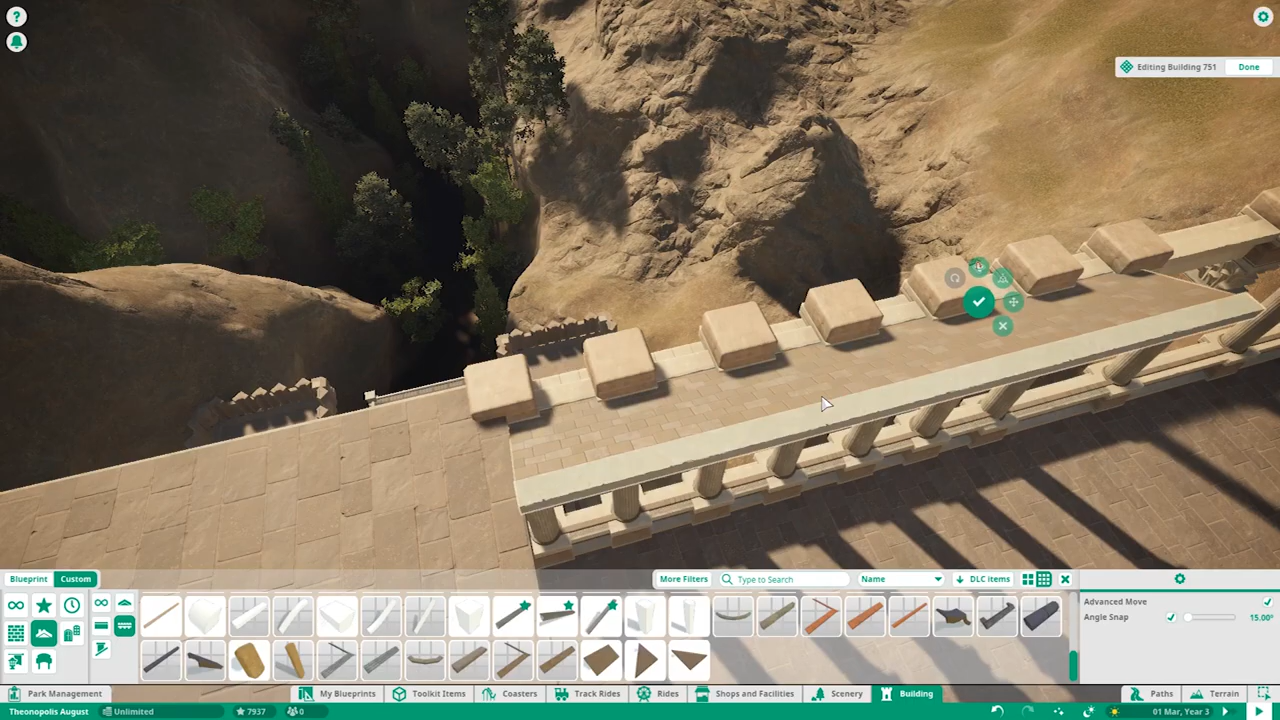 ?
Editing Building 751 Done
Blueprint Custom More Filters Type to Search Name DLC items
Advanced Move
Angle Snap 15.00°
Park Management My Blueprints Toolkit Items Coasters Track Rides Rides Shops and Facilities Scenery Building Paths Terrain
Theonopolis August Unlimited 7937 0 01 Mar, Year 3